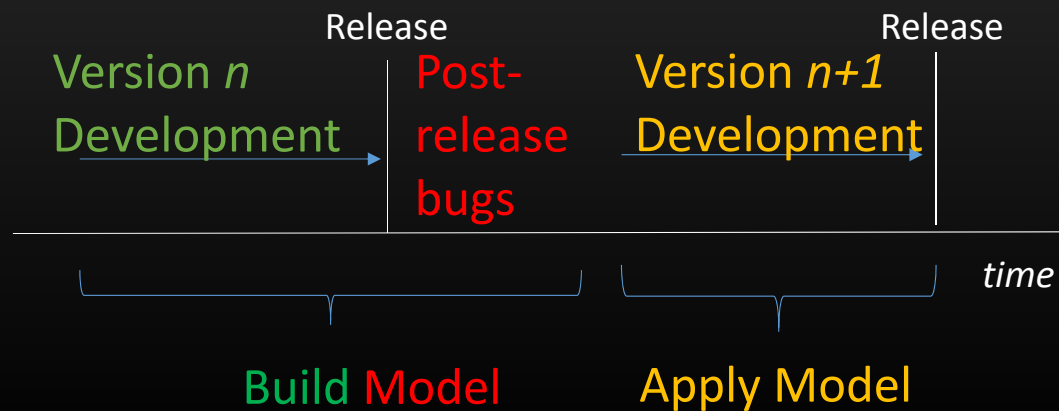 Release
Release
Version n
Development
Post-
release
bugs
Version n+1
Development
time
Build Model
Apply Model